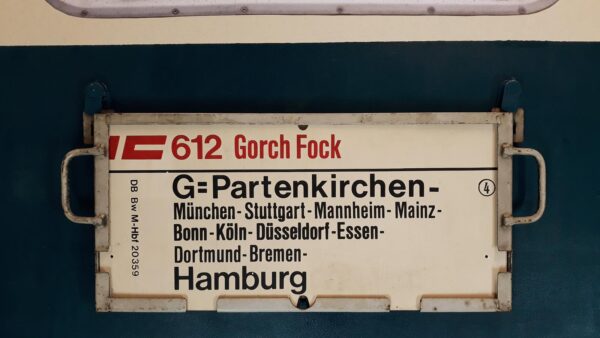 IC 612 Gorch Fock
G=Partenkirchen-
München-Stuttgart-Mannheim-Mainz-
Bonn-Köln-Düsseldorf-Essen-
Dortmund-Bremen-
Hamburg
4
DB Bw M-Hbf 20359